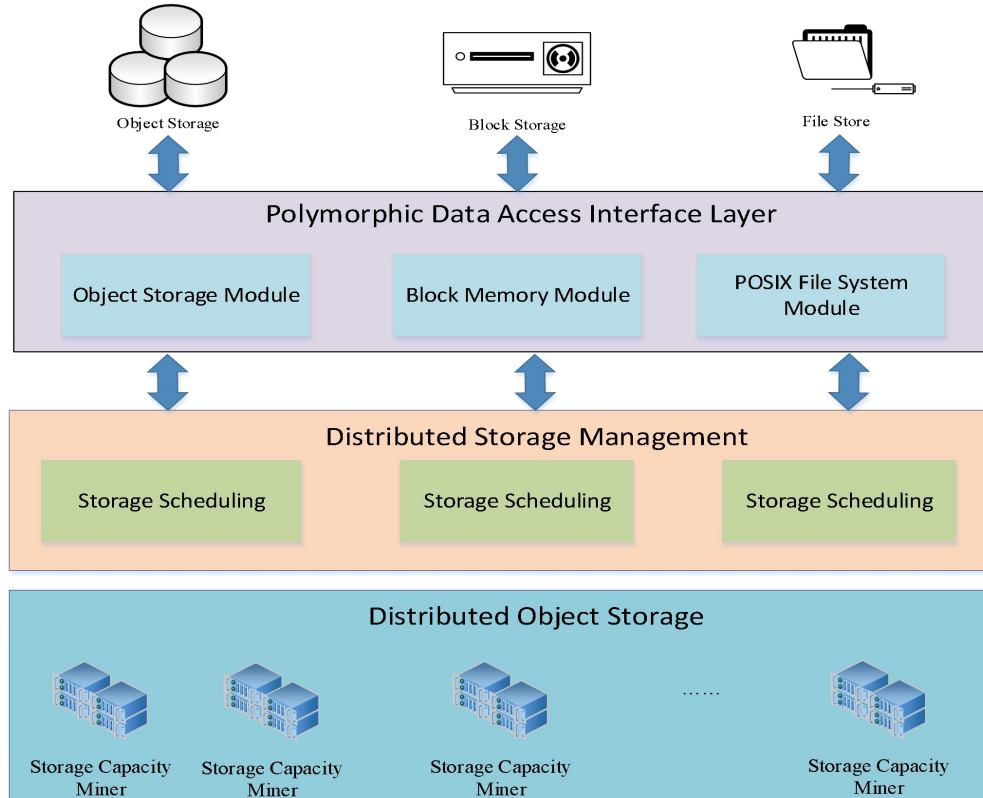 Object Storage
Block Storage
File Store
Polymorphic Data Access Interface Layer
Object Storage Module
Block Memory Module
POSIX File System
Module
Distributed Storage Management
Storage Scheduling
Storage Scheduling
Storage Scheduling
Distributed Object Storage
......
Storage Capacity
Miner
Storage Capacity
Miner
Storage Capacity
Miner
Storage Capacity
Miner